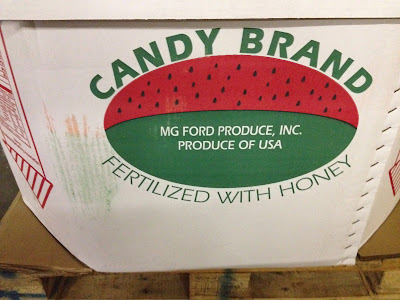 CANDY BRAND
MG FORD PRODUCE, INC.
PRODUCE OF USA
FERTILIZED WITH HONEY